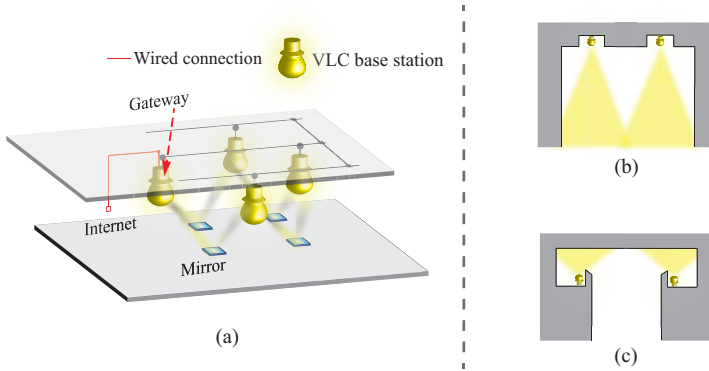 Wired connection
VLC base station
Gateway
Internet
Mirror
(a)
(b)
(c)